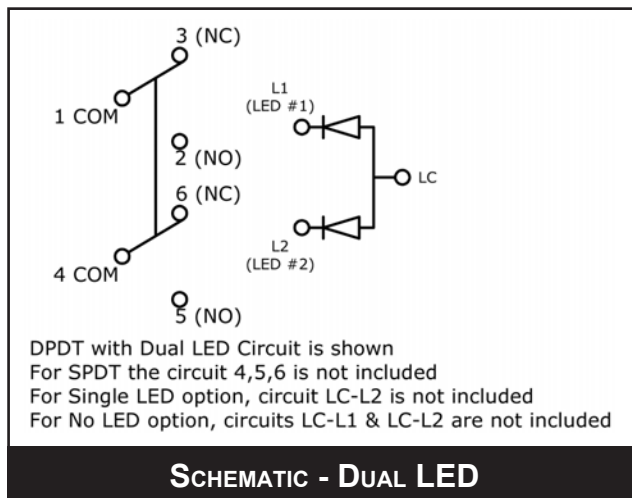 3 (NC)
1 COM
2 (NO)
6 (NC)
4 COM
5 (NO)
L1
(LED #1)
LC
L2
(LED #2)
DPDT with Dual LED Circuit is shown
For SPDT the circuit 4,5,6 is not included
For Single LED option, circuit LC-L2 is not included
For No LED option, circuits LC-L1 & LC-L2 are not included
SCHEMATIC - DUAL LED